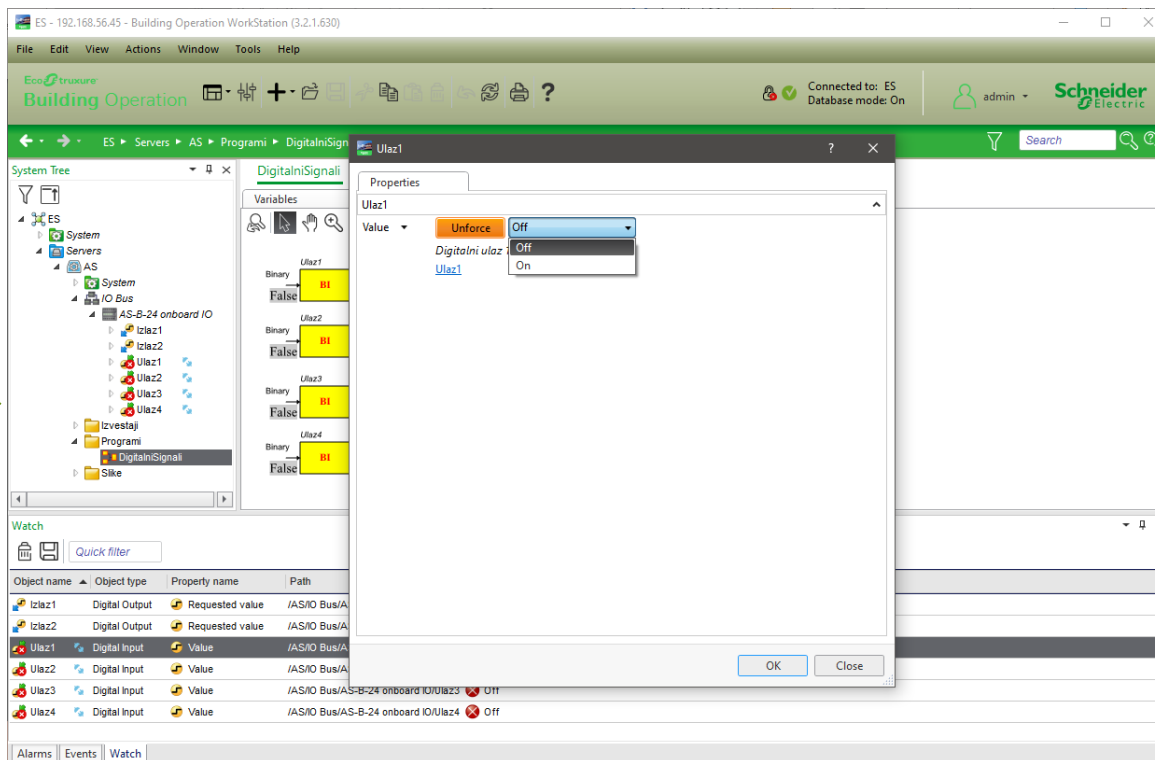 ES - 192.168.56.45 - Building Operation WorkStation (3.2.1.630)
File Edit View Actions Window Tools Help
EcoStruxure
Building Operation
Connected to: ES
Database mode: On
admin
Schneider
Electric
ES Servers AS Programi DigitalniSign
Search
System Tree
ES
System
Servers
AS
System
IO Bus
AS-B-24 onboard IO
Izlaz1
Izlaz2
Ulaz1
Ulaz2
Ulaz3
Ulaz4
Izvestaji
Programi
DigitalniSignali
Slike
DigitalniSignali
Variables
Ulaz1
Binary
BI
False
Ulaz2
Binary
BI
False
Ulaz3
Binary
BI
False
Ulaz4
Binary
BI
False
Ulaz1 ?
Properties
Ulaz1
Value Unforce Off
Digitalni ulaz
Off
On
Ulaz1
OK Close
Watch
Quick filter
Object name Object type Property name Path
Izlaz1 Digital Output Requested value /AS/IO Bus/A
Izlaz2 Digital Output Requested value /AS/IO Bus/A
Ulaz1 Digital Input Value /AS/IO Bus/A
Ulaz2 Digital Input Value /AS/IO Bus/A
Ulaz3 Digital Input Value /AS/IO Bus/AS-B-24 onboard IO/Ulaz3 Off
Ulaz4 Digital Input Value /AS/IO Bus/AS-B-24 onboard IO/Ulaz4 Off
Alarms Events Watch